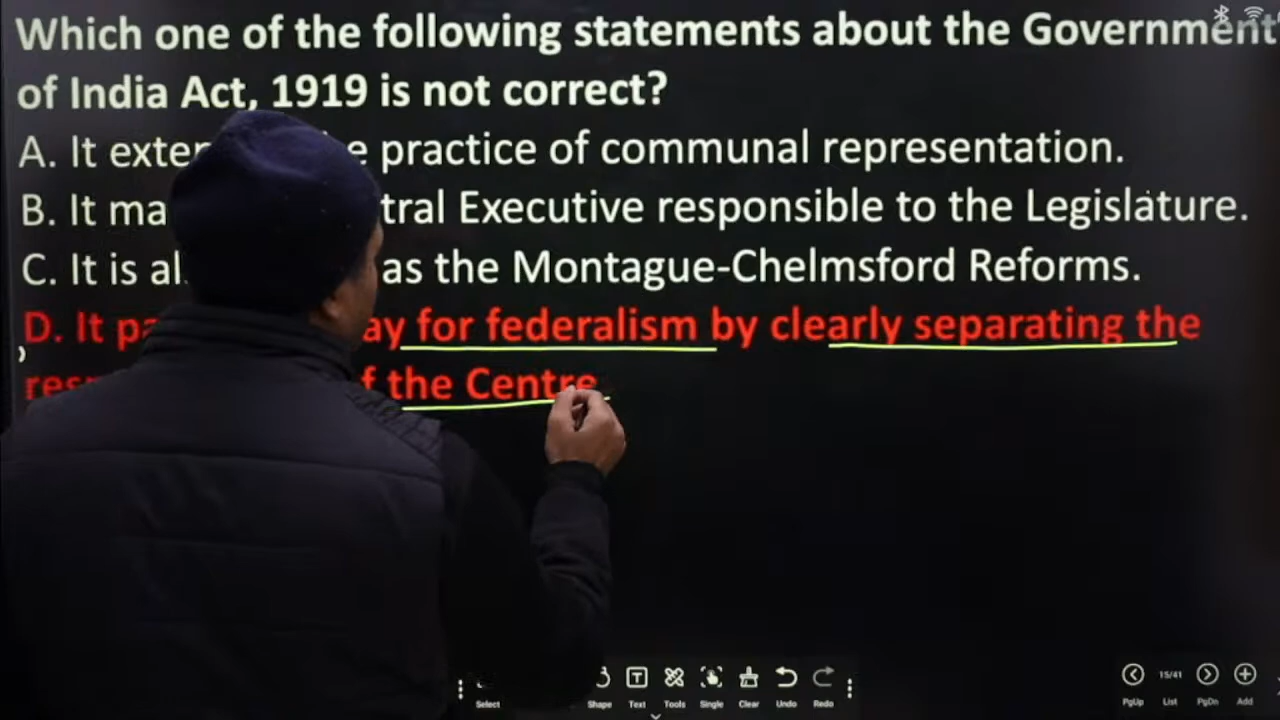 Which one of the following statements about the Government
of India Act, 1919 is not correct?
A. It exte practice of communal representation.
B. It ma tral Executive responsible to the Legislature.
C. It is al as the Montague-Chelmsford Reforms.
D. It pa ay for federalism by clearly separating the
res f the Centre.
Select Shape Text Tools Single Clear Undo Redo
15/41
PgUp List PgDn Add